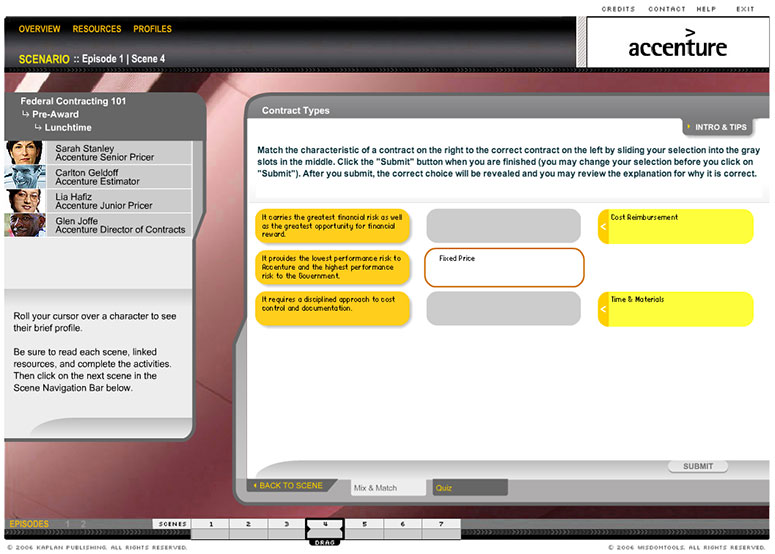 CREDITS CONTACT HELP EXIT
OVERVIEW RESOURCES PROFILES
SCENARIO :: Episode 1 | Scene 4
>
accenture
Federal Contracting 101
↳ Pre-Award
↳ Lunchtime
Sarah Stanley
Accenture Senior Pricer
Carlton Geldoff
Accenture Estimator
Lia Hafiz
Accenture Junior Pricer
Glen Joffe
Accenture Director of Contracts
Roll your cursor over a character to see
their brief profile.
Be sure to read each scene, linked
resources, and complete the activities.
Then click on the next scene in the
Scene Navigation Bar below.
Contract Types
INTRO & TIPS
Match the characteristic of a contract on the right to the correct contract on the left by sliding your selection into the gray
slots in the middle. Click the "Submit" button when you are finished (you may change your selection before you click on
"Submit"). After you submit, the correct choice will be revealed and you may review the explanation for why it is correct.
It carries the greatest financial risk as well
as the greatest opportunity for financial
reward.
< Cost Reimbursement
It provides the lowest performance risk to
Accenture and the highest performance
risk to the Government.
Fixed Price
It requires a disciplined approach to cost
control and documentation.
< Time & Materials
SUBMIT
BACK TO SCENE Mix & Match Quiz
EPISODES 1 2 SCENES 1 2 3 4 5 6 7
DRAG
© 2006 KAPLAN PUBLISHING. ALL RIGHTS RESERVED. © 2006 WISDOMTOOLS. ALL RIGHTS RESERVED.